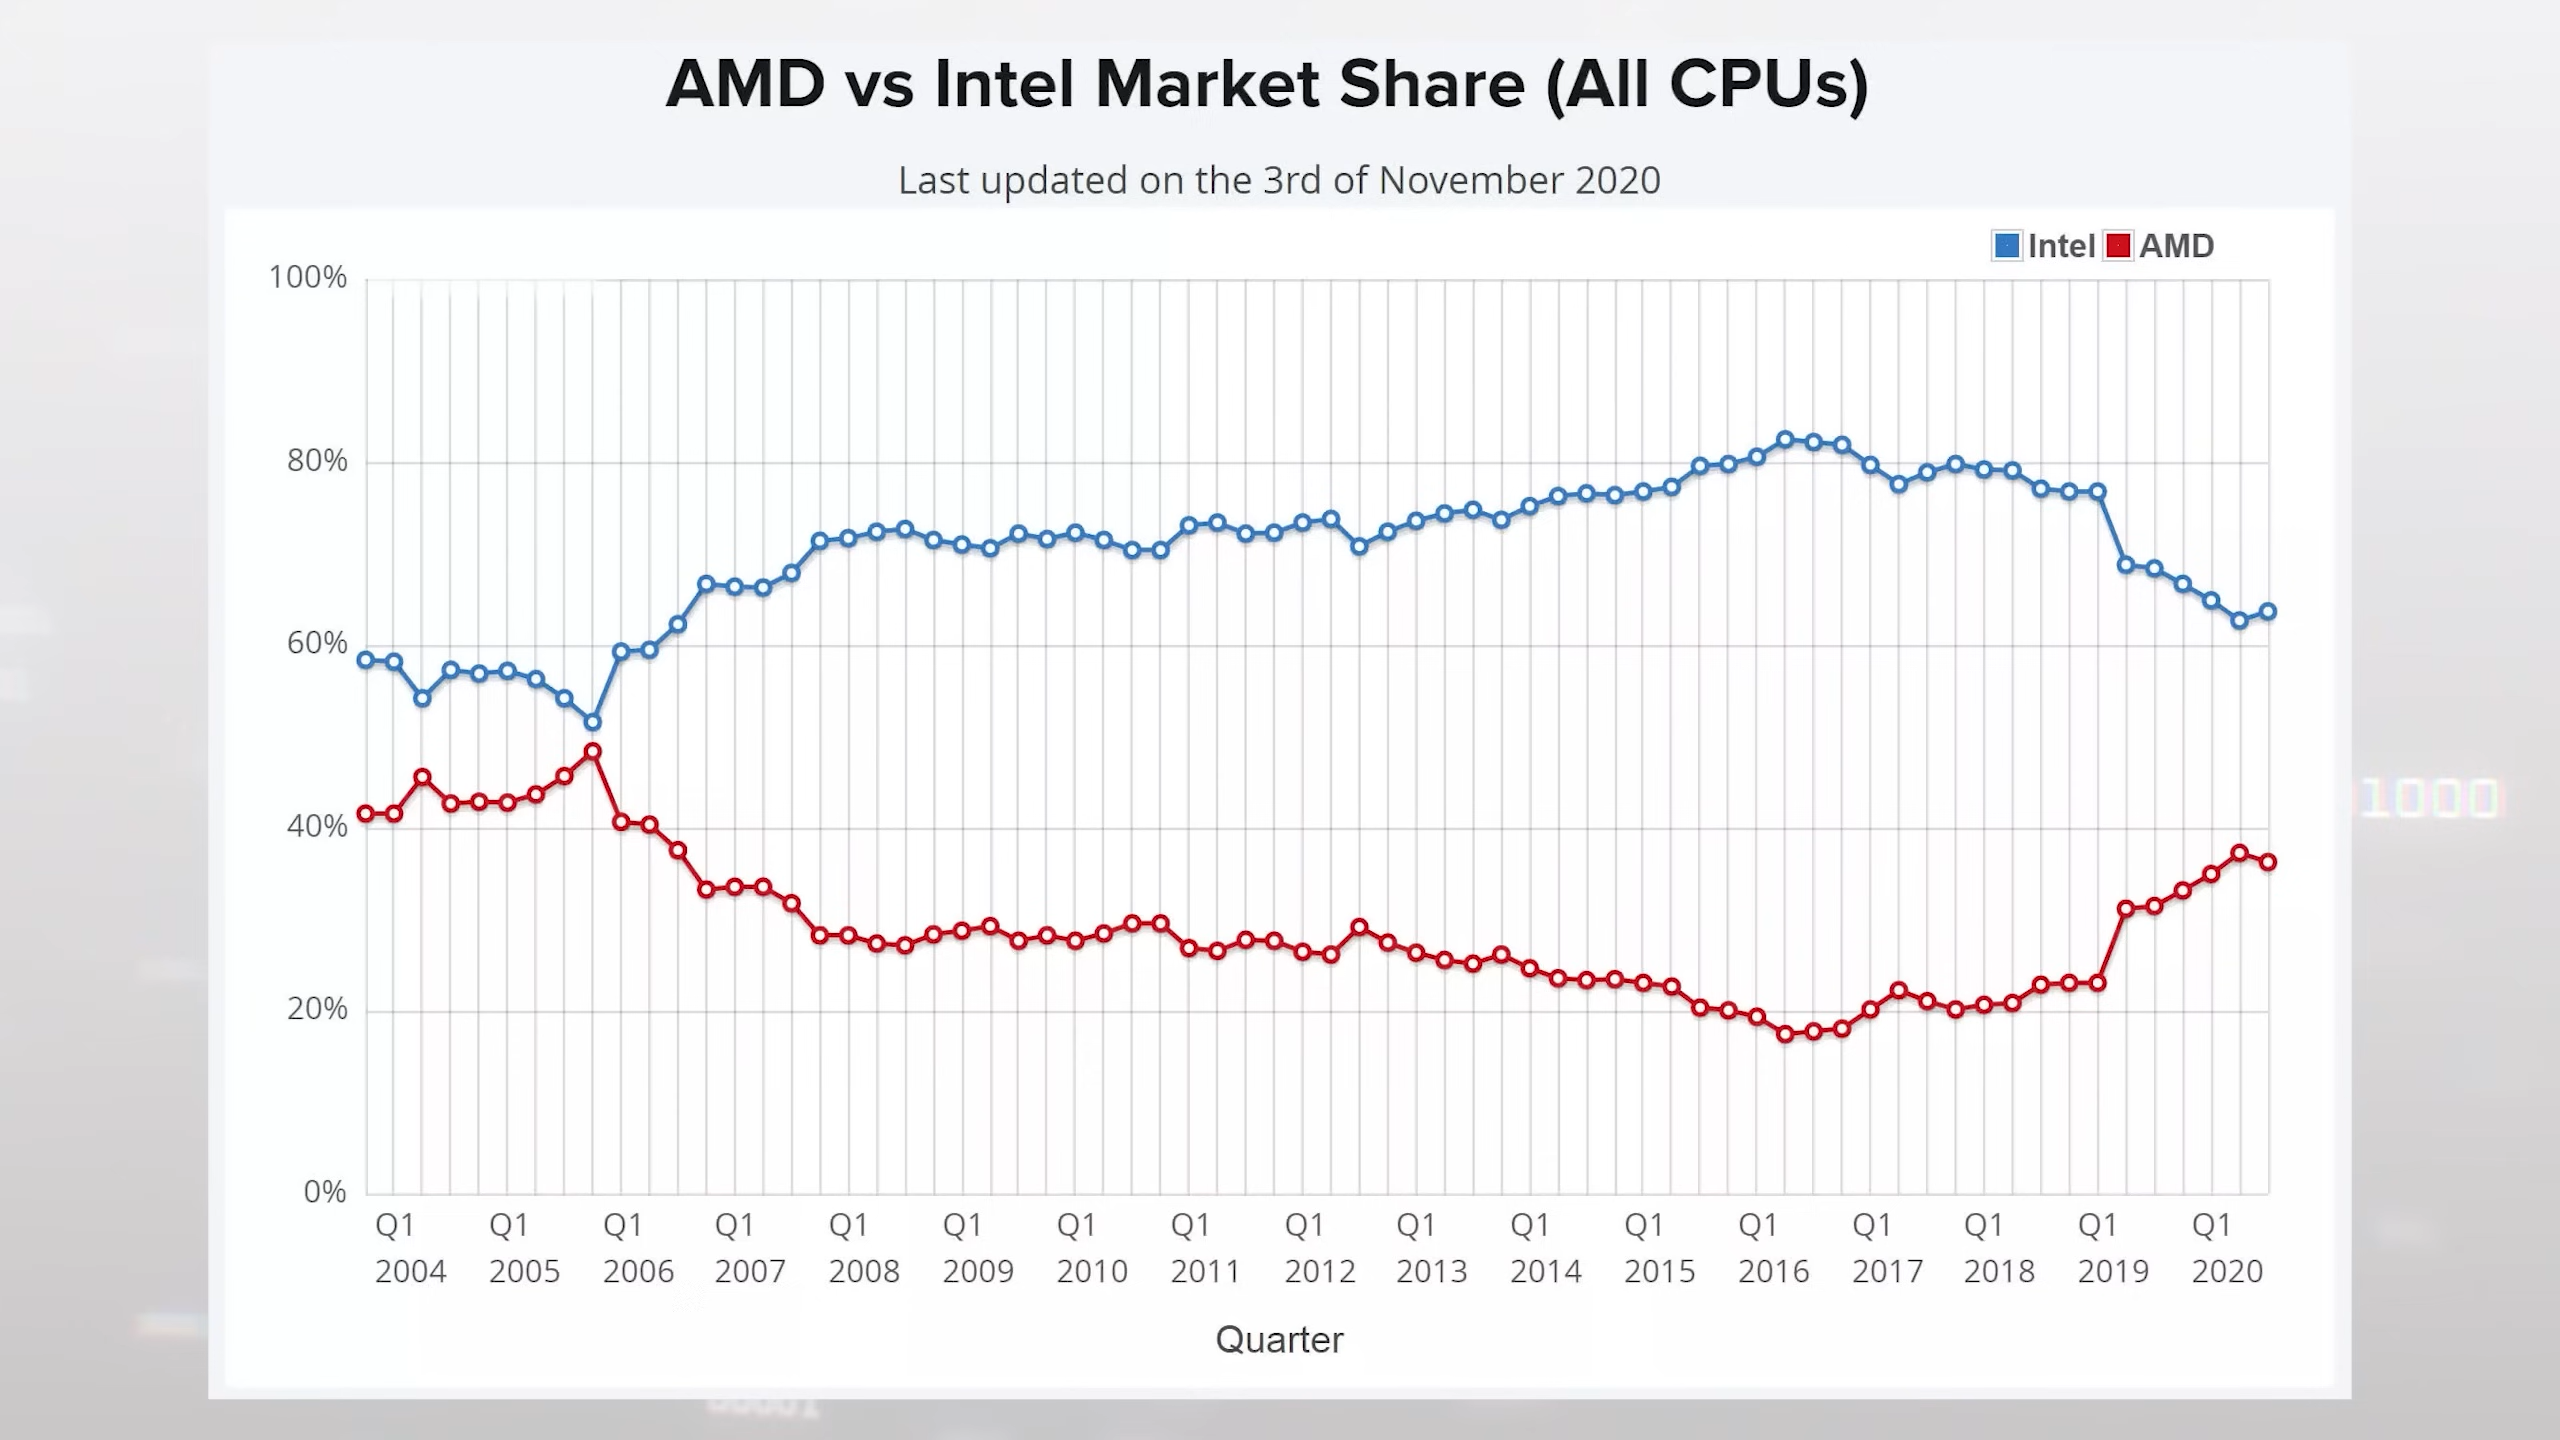 AMD vs Intel Market Share (All CPUs)
Last updated on the 3rd of November 2020
Intel AMD
100%
80%
60%
40%
20%
0%
Q1 Q1 Q1 Q1 Q1 Q1 Q1 Q1 Q1 Q1 Q1 Q1 Q1 Q1 Q1 Q1 Q1
2004 2005 2006 2007 2008 2009 2010 2011 2012 2013 2014 2015 2016 2017 2018 2019 2020
Quarter
1000